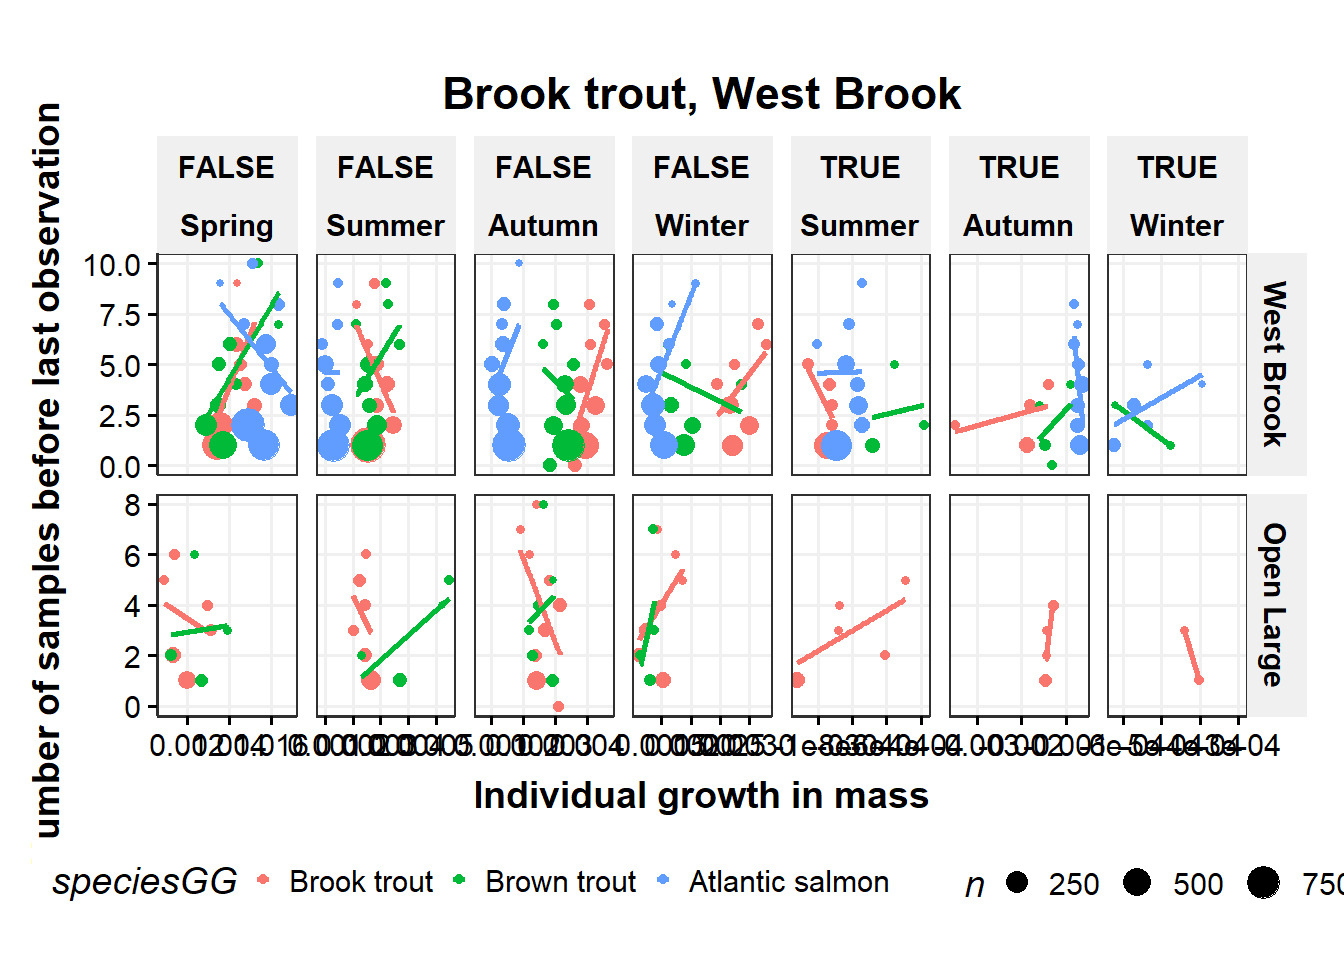 Brook trout, West Brook
FALSE FALSE FALSE FALSE TRUE TRUE TRUE
Spring Summer Autumn Winter Summer Autumn Winter
umber of samples before last observation
10.0
7.5
5.0
2.5
0.0
West Brook
8
6
4
2
0
Open Large
Individual growth in mass
speciesGG Brook trout Brown trout Atlantic salmon n 250 500 750